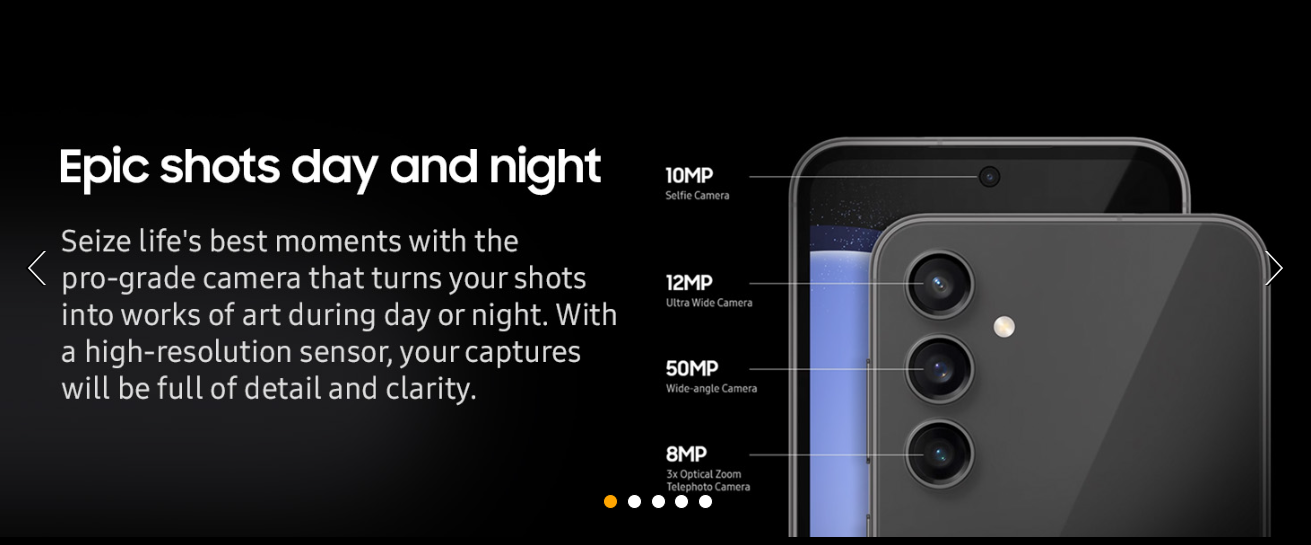 Epic shots day and night
Seize life's best moments with the
pro-grade camera that turns your shots
into works of art during day or night. With
a high-resolution sensor, your captures
will be full of detail and clarity.
10MP
Selfie Camera
12MP
Ultra Wide Camera
50MP
Wide-angle Camera
8MP
3x Optical Zoom
Telephoto Camera